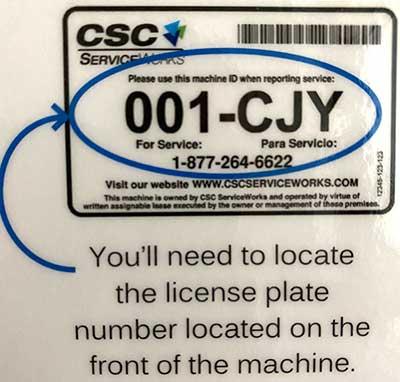 CSC
SERVICEWORKS
Please use this machine ID when reporting service:
001-CJY
For Service: Para Servicio:
1-877-264-6622
Visit our website WWW.CSCSERVICEWORKS.COM
This machine is owned by CSC ServiceWorks and operated by virtue of
written assignable lease executed by the owner or management of these premises.
12345-123-123
You'll need to locate
the license plate
number located on the
front of the machine.